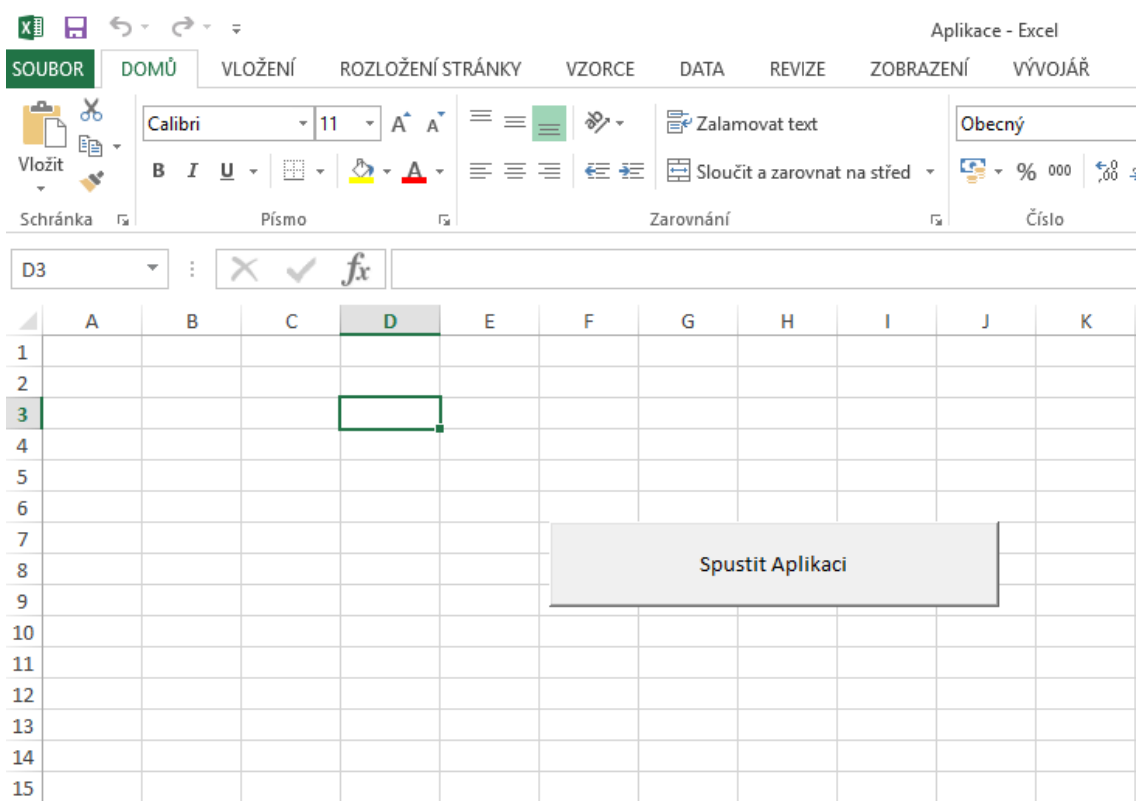 Aplikace - Excel
SOUBOR DOMŮ VLOŽENÍ ROZLOŽENÍ STRÁNKY VZORCE DATA REVIZE ZOBRAZENÍ VÝVOJÁŘ
Calibri 11 Zalamovat text Obecný
Vložit B I U A Sloučit a zarovnat na střed % 000 ,00
Schránka Písmo Zarovnání Číslo
D3 fx
A B C D E F G H I J K
1
2
3
4
5
6
7
8 Spustit Aplikaci
9
10
11
12
13
14
15